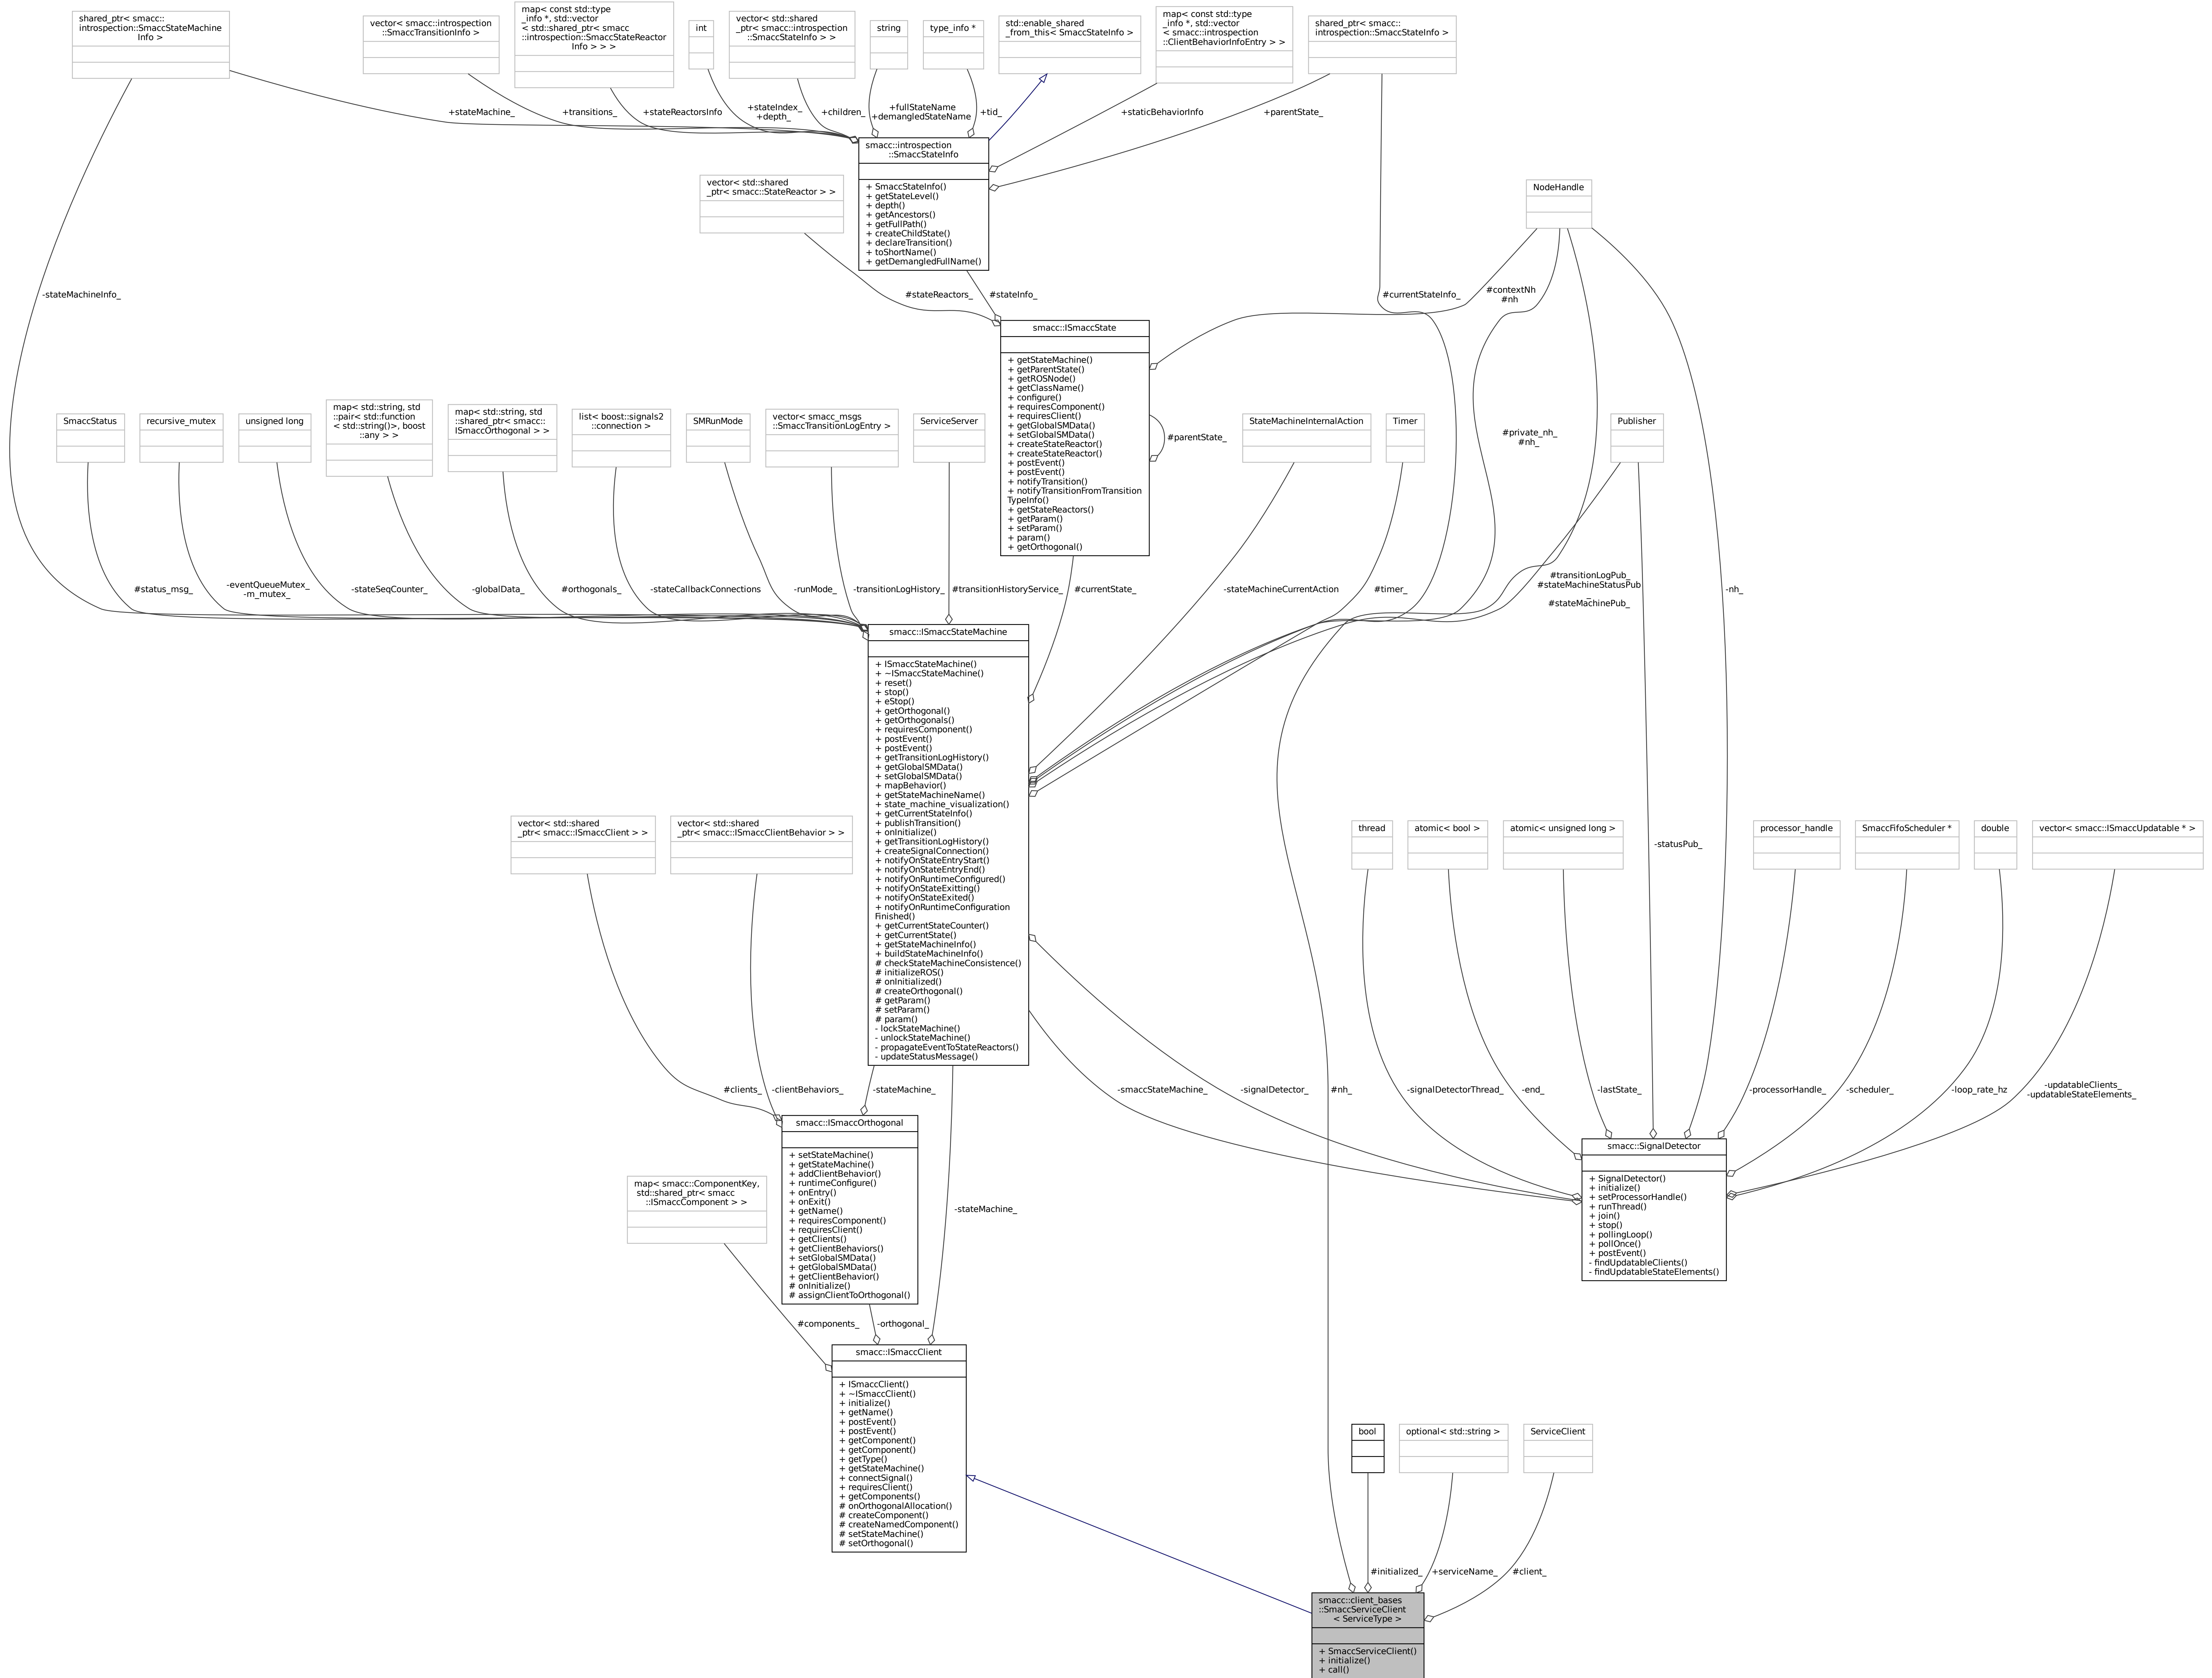 shared_ptr< smacc::
introspection::SmaccStateMachine
Info >
vector< smacc::introspection
::SmaccTransitionInfo >
map< const std::type
_info *, std::vector
< std::shared_ptr< smacc
::introspection::SmaccStateReactor
Info > > >
int
vector< std::shared
_ptr< smacc::introspection
::SmaccStateInfo > >
string
type_info *
std::enable_shared
_from_this< SmaccStateInfo >
map< const std::type
_info *, std::vector
< smacc::introspection
::ClientBehaviorInfoEntry > >
shared_ptr< smacc::
introspection::SmaccStateInfo >
+stateMachine_
+transitions_
+stateReactorsInfo
+stateIndex_
+depth_
+children_
+fullStateName
+demangledStateName
+tid_
+staticBehaviorInfo
+parentState_
smacc::introspection
::SmaccStateInfo
+ SmaccStateInfo()
+ getStateLevel()
+ depth()
+ getAncestors()
+ getFullPath()
+ createChildState()
+ declareTransition()
+ toShortName()
+ getDemangledFullName()
vector< std::shared
_ptr< smacc::StateReactor > >
NodeHandle
-stateMachineInfo_
#stateReactors_
#stateInfo_
#currentStateInfo_
#contextNh
#nh
smacc::ISmaccState
+ getStateMachine()
+ getParentState()
+ getROSNode()
+ getClassName()
+ configure()
+ requiresComponent()
+ requiresClient()
+ getGlobalSMData()
+ setGlobalSMData()
+ createStateReactor()
+ createStateReactor()
+ postEvent()
+ postEvent()
+ notifyTransition()
+ notifyTransitionFromTransition
TypeInfo()
+ getStateReactors()
+ getParam()
+ setParam()
+ param()
+ getOrthogonal()
#parentState_
SmaccStatus
recursive_mutex
unsigned long
map< std::string, std
::pair< std::function
< std::string()>, boost
::any > >
map< std::string, std
::shared_ptr< smacc::
ISmaccOrthogonal > >
list< boost::signals2
::connection >
SMRunMode
vector< smacc_msgs
::SmaccTransitionLogEntry >
ServiceServer
StateMachineInternalAction
Timer
#private_nh_
#nh_
Publisher
#status_msg_
-eventQueueMutex_
-m_mutex_
-stateSeqCounter_
-globalData_
#orthogonals_
-stateCallbackConnections
-runMode_
-transitionLogHistory_
#transitionHistoryService_
#currentState_
-stateMachineCurrentAction
#timer_
#transitionLogPub_
#stateMachineStatusPub
_
#stateMachinePub_
-nh_
smacc::ISmaccStateMachine
+ ISmaccStateMachine()
+ ~ISmaccStateMachine()
+ reset()
+ stop()
+ eStop()
+ getOrthogonal()
+ getOrthogonals()
+ requiresComponent()
+ postEvent()
+ postEvent()
+ getTransitionLogHistory()
+ getGlobalSMData()
+ setGlobalSMData()
+ mapBehavior()
+ getStateMachineName()
+ state_machine_visualization()
+ getCurrentStateInfo()
+ publishTransition()
+ onInitialize()
+ getTransitionLogHistory()
+ createSignalConnection()
+ notifyOnStateEntryStart()
+ notifyOnStateEntryEnd()
+ notifyOnRuntimeConfigured()
+ notifyOnStateExitting()
+ notifyOnStateExited()
+ notifyOnRuntimeConfiguration
Finished()
+ getCurrentStateCounter()
+ getCurrentState()
+ getStateMachineInfo()
+ buildStateMachineInfo()
# checkStateMachineConsistence()
# initializeROS()
# onInitialized()
# createOrthogonal()
# getParam()
# setParam()
# param()
- lockStateMachine()
- unlockStateMachine()
- propagateEventToStateReactors()
- updateStatusMessage()
vector< std::shared
_ptr< smacc::ISmaccClient > >
vector< std::shared
_ptr< smacc::ISmaccClientBehavior > >
thread
atomic< bool >
atomic< unsigned long >
-statusPub_
processor_handle
SmaccFifoScheduler *
double
vector< smacc::ISmaccUpdatable * >
#clients_
-clientBehaviors_
-stateMachine_
-smaccStateMachine_
-signalDetector_
#nh_
-signalDetectorThread_
-end_
-lastState_
-processorHandle_
-scheduler_
-loop_rate_hz
-updatableClients_
-updatableStateElements_
smacc::ISmaccOrthogonal
+ setStateMachine()
+ getStateMachine()
+ addClientBehavior()
+ runtimeConfigure()
+ onEntry()
+ onExit()
+ getName()
+ requiresComponent()
+ requiresClient()
+ getClients()
+ getClientBehaviors()
+ setGlobalSMData()
+ getGlobalSMData()
+ getClientBehavior()
# onInitialize()
# assignClientToOrthogonal()
smacc::SignalDetector
+ SignalDetector()
+ initialize()
+ setProcessorHandle()
+ runThread()
+ join()
+ stop()
+ pollingLoop()
+ pollOnce()
+ postEvent()
- findUpdatableClients()
- findUpdatableStateElements()
map< smacc::ComponentKey,
std::shared_ptr< smacc
::ISmaccComponent > >
-stateMachine_
#components_
-orthogonal_
smacc::ISmaccClient
+ ISmaccClient()
+ ~ISmaccClient()
+ initialize()
+ getName()
+ postEvent()
+ postEvent()
+ getComponent()
+ getComponent()
+ getType()
+ getStateMachine()
+ connectSignal()
+ requiresClient()
+ getComponents()
# onOrthogonalAllocation()
# createComponent()
# createNamedComponent()
# setStateMachine()
# setOrthogonal()
bool
optional< std::string >
ServiceClient
#initialized_
+serviceName_
#client_
smacc::client_bases
::SmaccServiceClient
< ServiceType >
+ SmaccServiceClient()
+ initialize()
+ call()